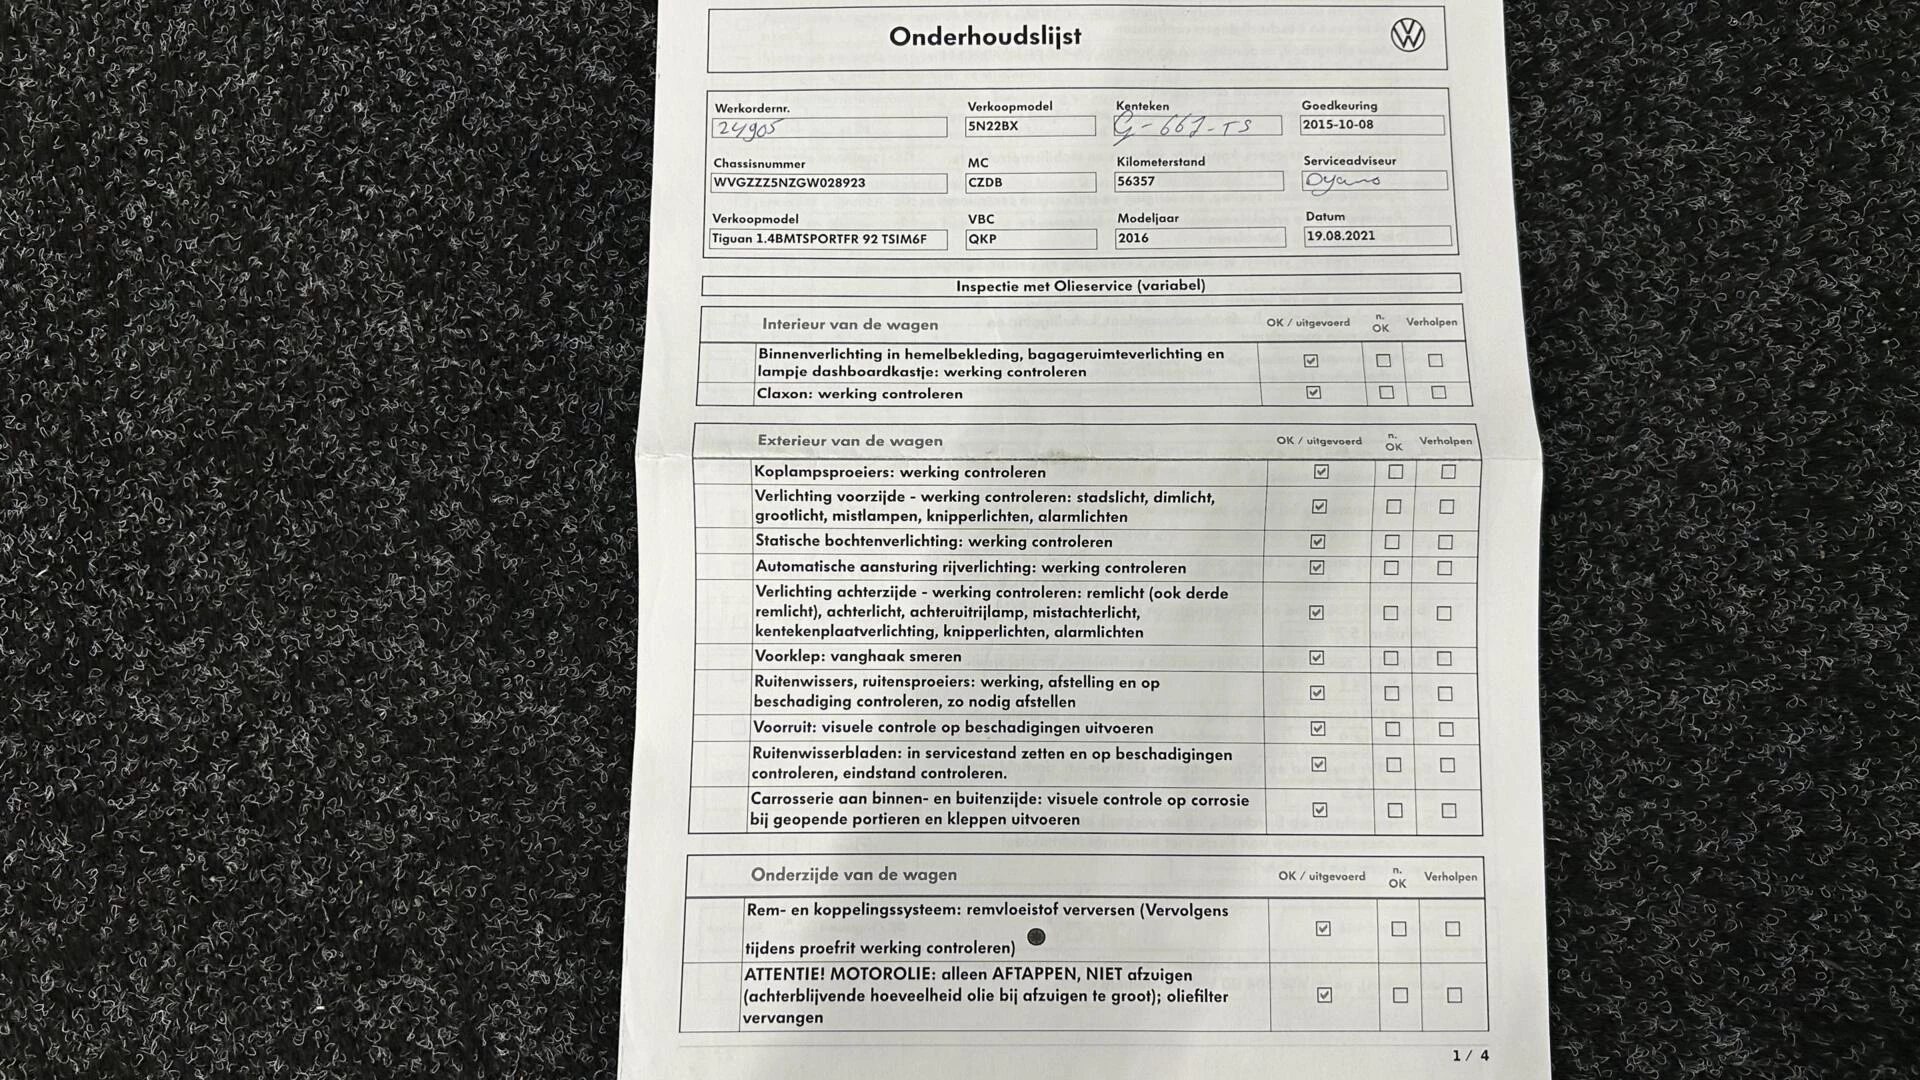 Onderhoudslijst
Werkordernr. Verkoopmodel Kenteken Goedkeuring
24905 5N22BX G-667-TS 2015-10-08
Chassisnummer MC Kilometerstand Serviceadviseur
WVGZZZ5NZGW028923 CZDB 56357
Verkoopmodel VBC Modeljaar Datum
Tiguan 1.4BMTSPORTFR 92 TSIM6F QKP 2016 19.08.2021
Inspectie met Olieservice (variabel)
Interieur van de wagen OK / uitgevoerd n. OK Verholpen
Binnenverlichting in hemelbekleding, bagageruimteverlichting en
lampje dashboardkastje: werking controleren
Claxon: werking controleren
Exterieur van de wagen OK / uitgevoerd n. OK Verholpen
Koplampsproeiers: werking controleren
Verlichting voorzijde - werking controleren: stadslicht, dimlicht,
grootlicht, mistlampen, knipperlichten, alarmlichten
Statische bochtenverlichting: werking controleren
Automatische aansturing rijverlichting: werking controleren
Verlichting achterzijde - werking controleren: remlicht (ook derde
remlicht), achterlicht, achteruitrijlamp, mistachterlicht,
kentekenplaatverlichting, knipperlichten, alarmlichten
Voorklep: vanghaak smeren
Ruitenwissers, ruitensproeiers: werking, afstelling en op
beschadiging controleren, zo nodig afstellen
Voorruit: visuele controle op beschadigingen uitvoeren
Ruitenwisserbladen: in servicestand zetten en op beschadigingen
controleren, eindstand controleren.
Carrosserie aan binnen- en buitenzijde: visuele controle op corrosie
bij geopende portieren en kleppen uitvoeren
Onderzijde van de wagen OK / uitgevoerd n. OK Verholpen
Rem- en koppelingssysteem: remvloeistof verversen (Vervolgens
tijdens proefrit werking controleren)
ATTENTIE! MOTOROLIE: alleen AFTAPPEN, NIET afzuigen
(achterblijvende hoeveelheid olie bij afzuigen te groot); oliefilter
vervangen
1 / 4